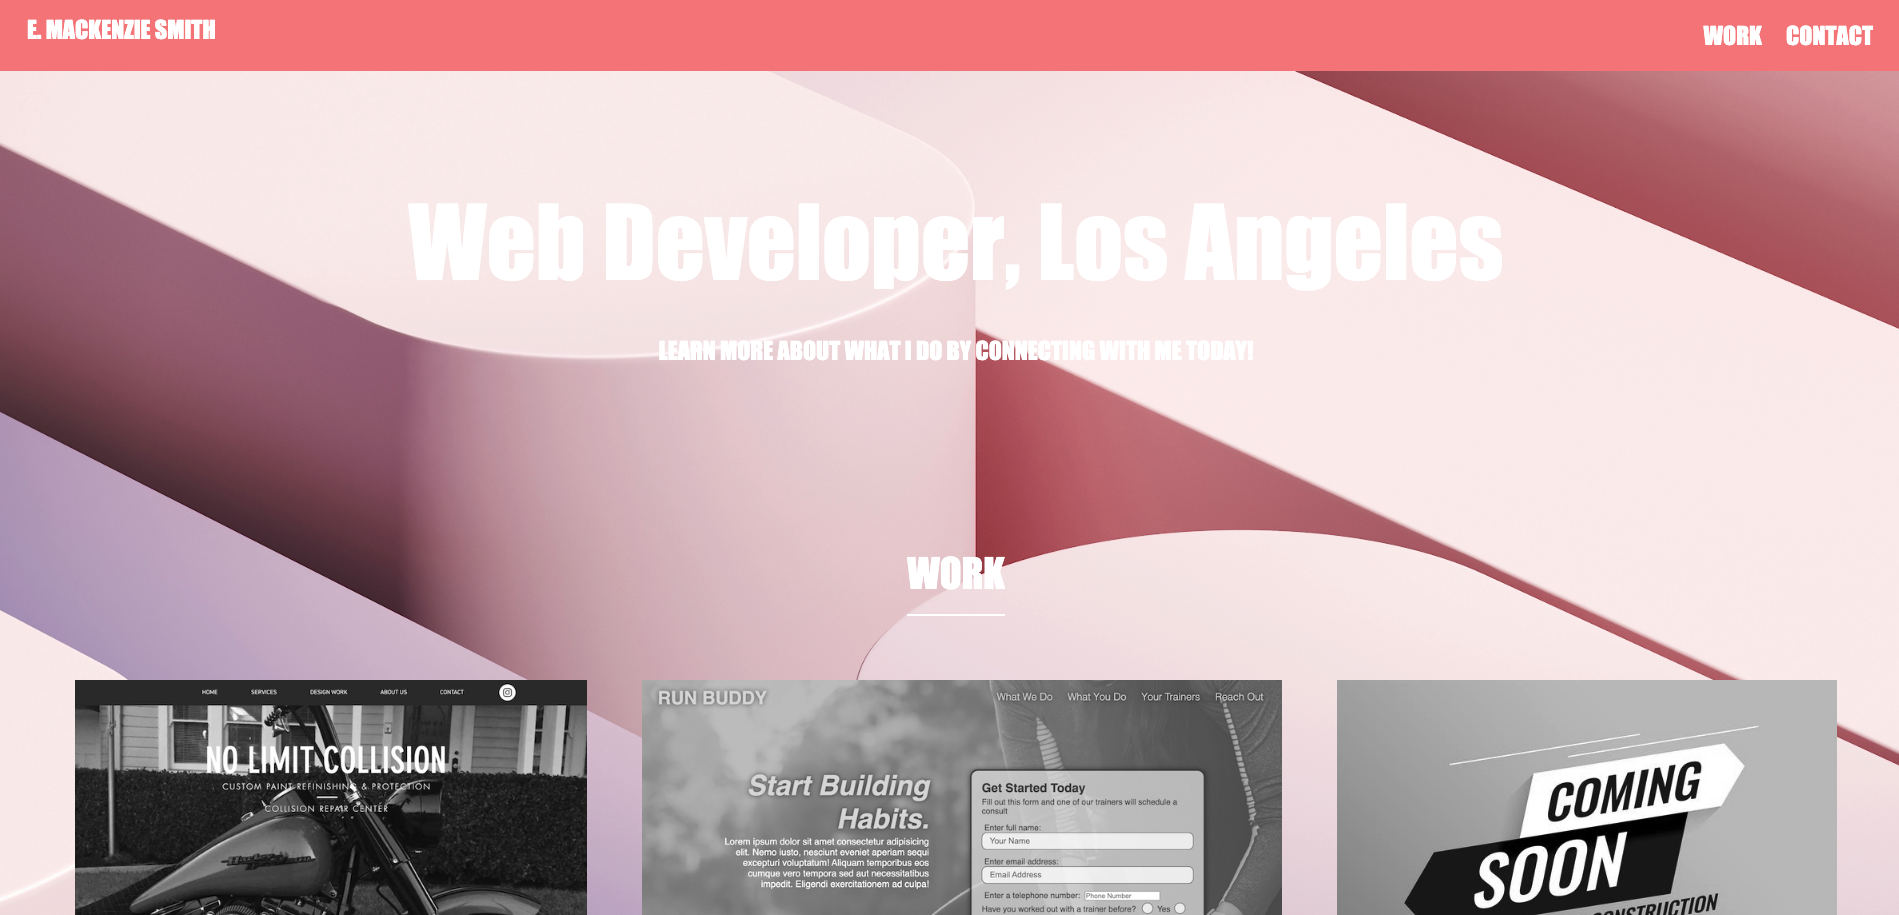 E. MACKENZIE SMITH
WORK CONTACT
Web Developer, Los Angeles
LEARN MORE ABOUT WHAT I DO BY CONNECTING WITH ME TODAY!
WORK
HOME SERVICES DESIGN WORK ABOUT US CONTACT
NO LIMIT COLLISION
CUSTOM PAINT REFINISHING & PROTECTION
COLLISION REPAIR CENTER
RUN BUDDY
What We Do What You Do Your Trainers Reach Out
Start Building
Habits.
Lorem ipsum dolor sit amet consectetur adipisicing
elit. Nemo iusto, nesciunt eveniet aperiam sequi
excepturi voluptatum! Aliquam temporibus eos
cumque vero tempora sed aut necessitatibus
impedit. Eligendi exercitationem ad culpa!
Get Started Today
Fill out this form and one of our trainers will schedule a
consult
Enter full name:
Your Name
Enter email address:
Email Address
Enter a telephone number: Phone Number
Have you worked out with a trainer before? Yes
COMING
SOON
CONSTRUCTION